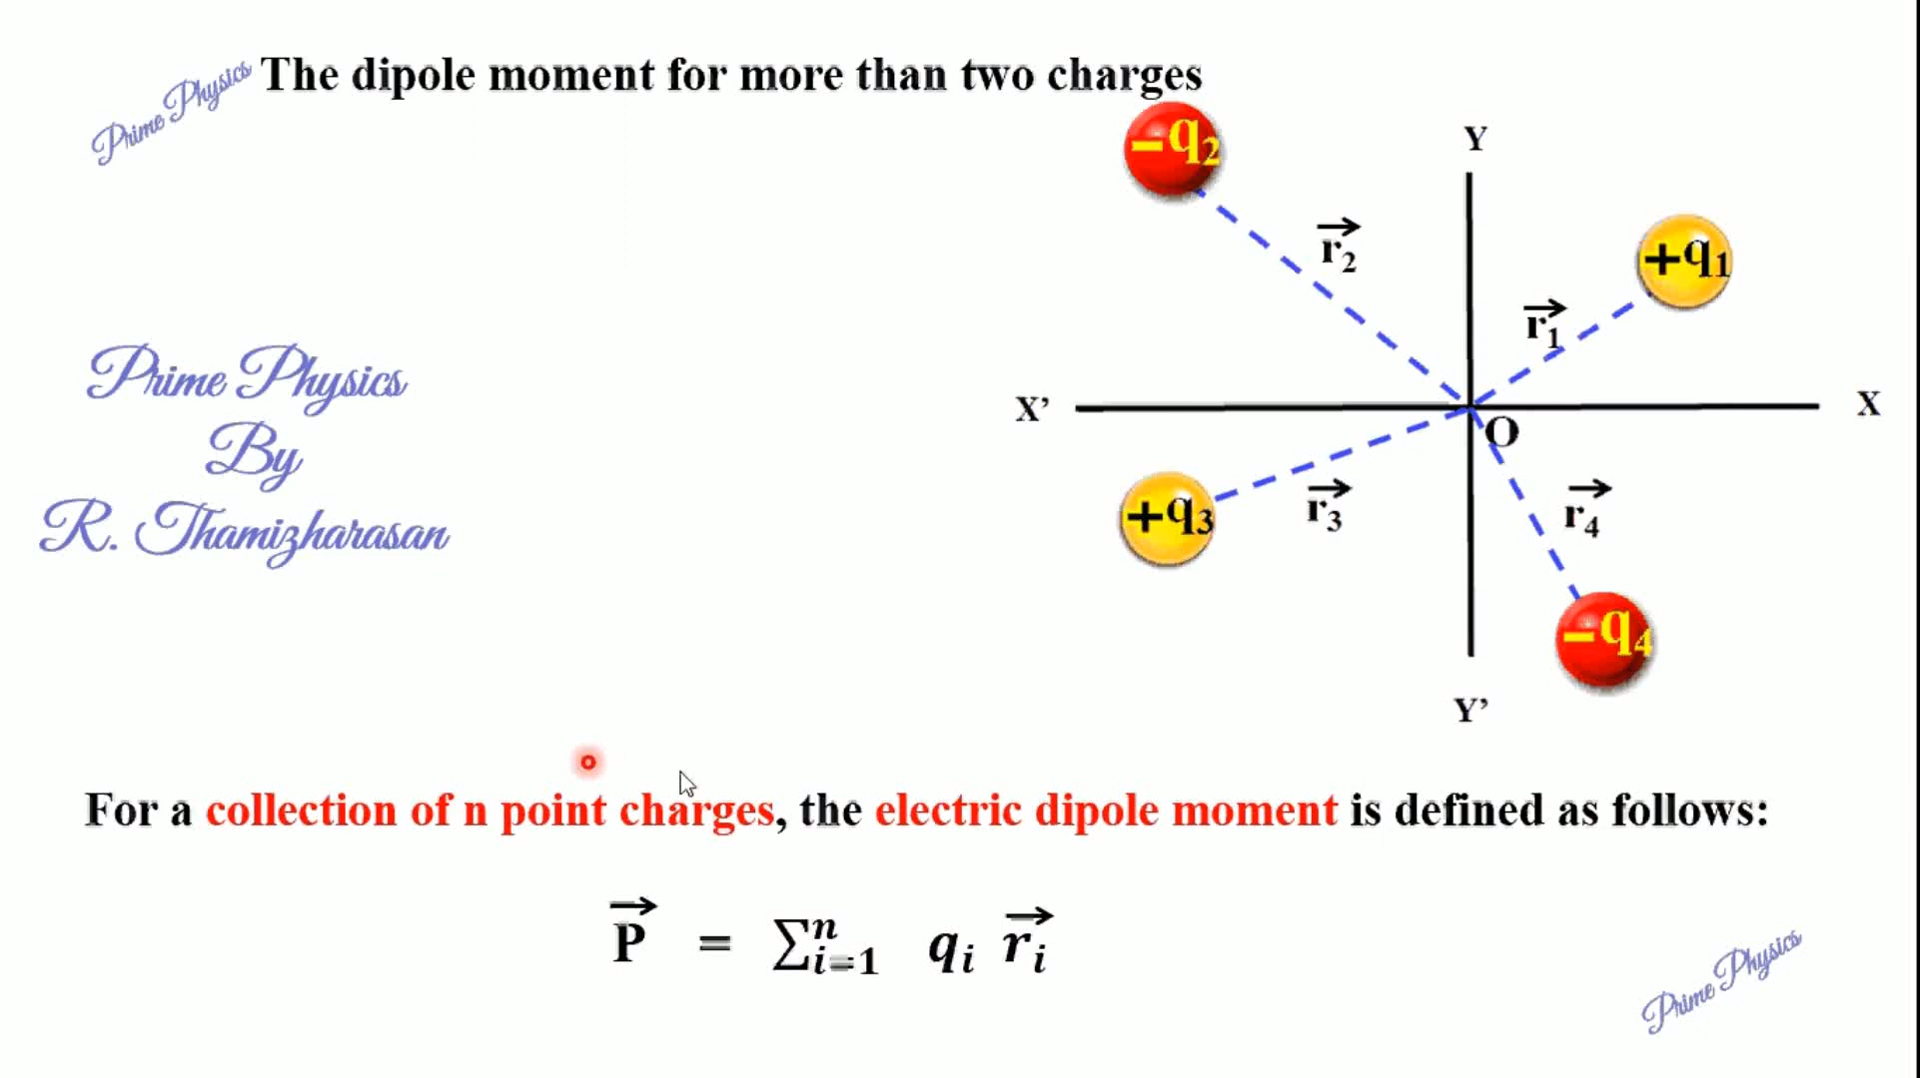 The dipole moment for more than two charges
Prime Physics
−q₂
Y
r₂→
+q₁
r₁→
Prime Physics
By
R. Thamizharasan
X’
X
O
+q₃
r₃→
r₄→
−q₄
Y’
For a collection of n point charges, the electric dipole moment is defined as follows:
P→ = ∑ⁿᵢ₌₁ qᵢ rᵢ→
Prime Physics